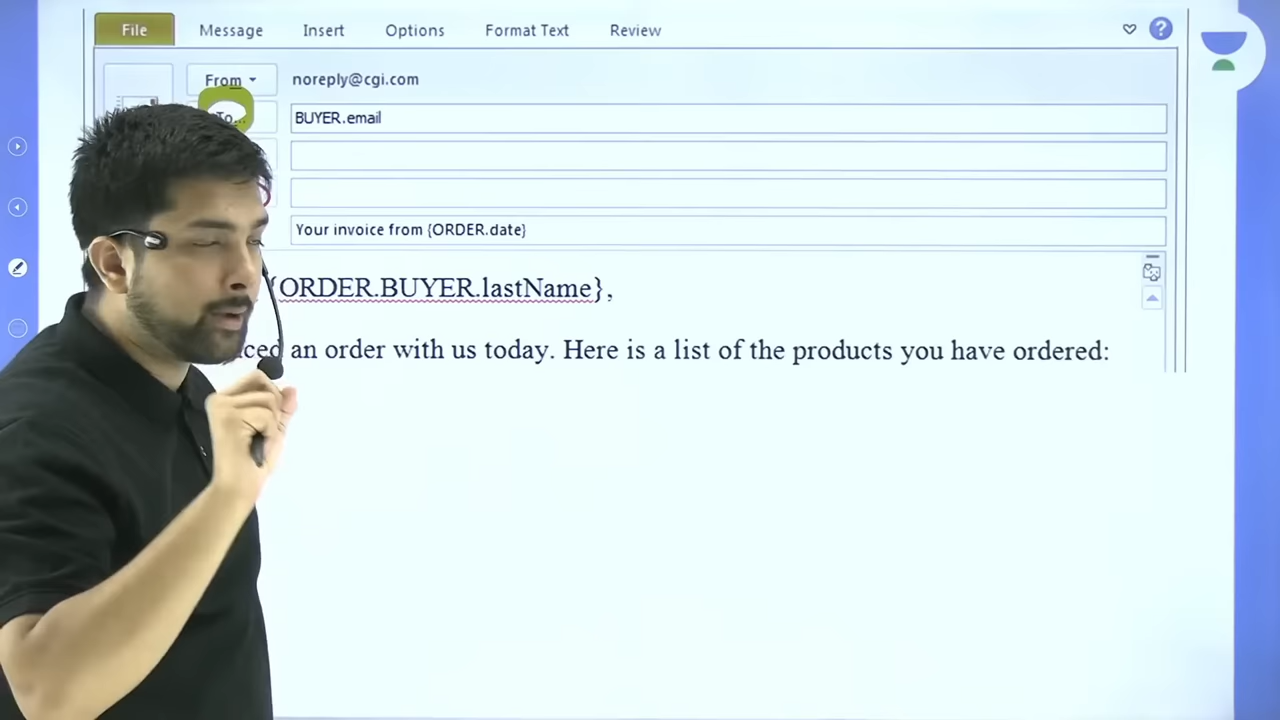 File Message Insert Options Format Text Review
From noreply@cgi.com
To... BUYER.email
Your invoice from {ORDER.date}
{ORDER.BUYER.lastName},
an order with us today. Here is a list of the products you have ordered: